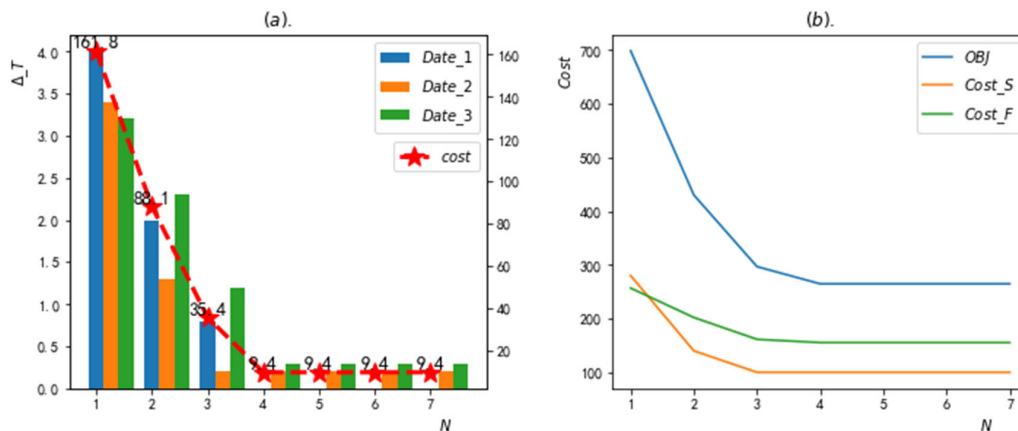 (a).
Δ_T
4.0
3.5
3.0
2.5
2.0
1.5
1.0
0.5
0.0
161.8
88.1
35.4
9.4
9.4
9.4
9.4
Date_1
Date_2
Date_3
cost
160
140
120
100
80
60
40
20
1 2 3 4 5 6 7
N
(b).
Cost
700
600
500
400
300
200
100
OBJ
Cost_S
Cost_F
1 2 3 4 5 6 7
N